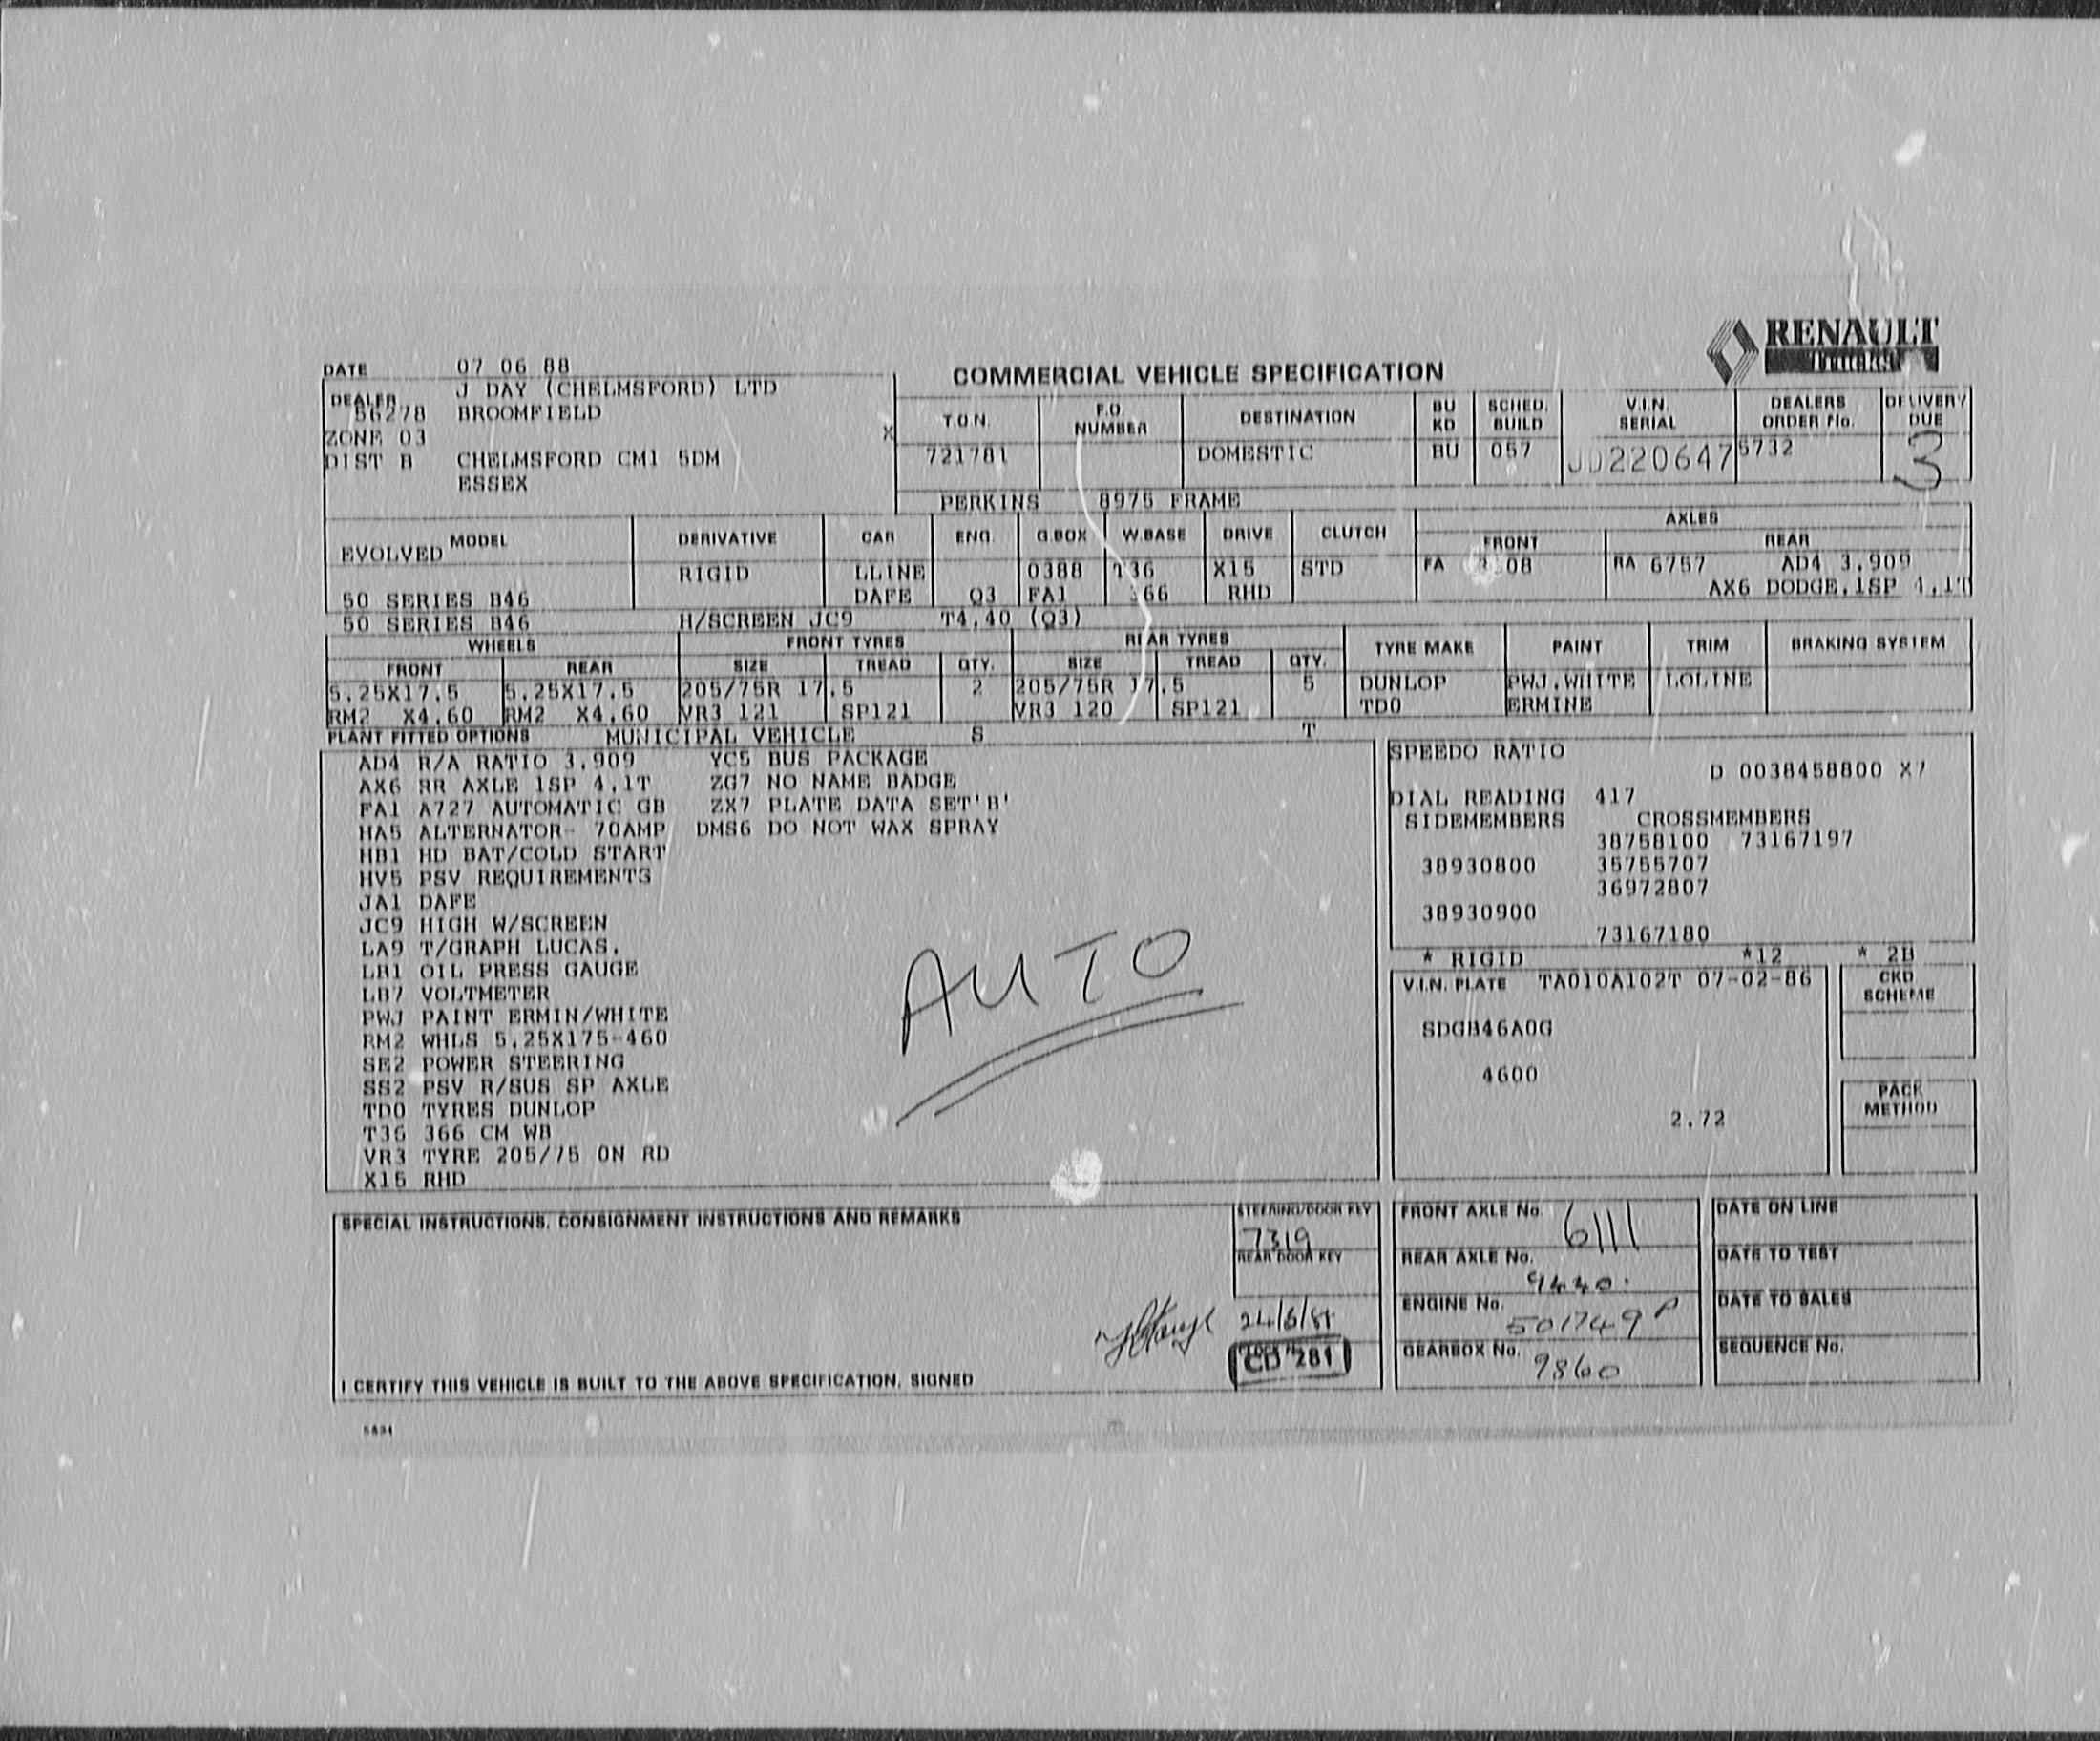 RENAULT
TRUCKS
DATE 07 06 88
COMMERCIAL VEHICLE SPECIFICATION
DEALER J DAY (CHELMSFORD) LTD
56278 BROOMFIELD
ZONE 03 X
DIST B CHELMSFORD CM1 5DM
ESSEX
T.O.N. F.O. NUMBER DESTINATION BU KD SCHED. BUILD V.I.N. SERIAL DEALERS ORDER No. DELIVERY DUE
721781 DOMESTIC BU 057 JD220647 5732 3
PERKINS 8975 FRAME
MODEL DERIVATIVE CAR ENG. G.BOX W.BASE DRIVE CLUTCH AXLES
FRONT REAR
EVOLVED RIGID LLINE 0388 T36 X15 STD FA 08 RA 6757 AD4 3.909
50 SERIES B46 DAFE Q3 FA1 366 RHD AX6 DODGE,1SP 4,1T
50 SERIES B46 H/SCREEN JC9 T4.40 (Q3)
WHEELS FRONT TYRES REAR TYRES TYRE MAKE PAINT TRIM BRAKING SYSTEM
FRONT REAR SIZE TREAD QTY. SIZE TREAD QTY.
5.25X17.5 5.25X17.5 205/75R 17.5 2 205/75R 17.5 5 DUNLOP PWJ,WHITE LOLINE
RM2 X4.60 RM2 X4.60 VR3 121 SP121 VR3 120 SP121 TDO ERMINE
PLANT FITTED OPTIONS MUNICIPAL VEHICLE S T
AD4 R/A RATIO 3.909 YC5 BUS PACKAGE
AX6 RR AXLE 1SP 4.1T ZG7 NO NAME BADGE
FA1 A727 AUTOMATIC GB ZX7 PLATE DATA SET'B'
HA5 ALTERNATOR- 70AMP DMS6 DO NOT WAX SPRAY
HB1 HD BAT/COLD START
HV5 PSV REQUIREMENTS
JA1 DAFE
JC9 HIGH W/SCREEN
LA9 T/GRAPH LUCAS.
LB1 OIL PRESS GAUGE
LB7 VOLTMETER
PWJ PAINT ERMIN/WHITE
RM2 WHLS 5.25X175-460
SE2 POWER STEERING
SS2 PSV R/SUS SP AXLE
TDO TYRES DUNLOP
T36 366 CM WB
VR3 TYRE 205/75 ON RD
X15 RHD
AUTO
SPEEDO RATIO
D 0038458800 X7
DIAL READING 417
SIDEMEMBERS CROSSMEMBERS
38758100 73167197
38930800 35755707
36972807
38930900
73167180
* RIGID *12 * 2B
V.I.N. PLATE TA010A102T 07-02-86
SDGB46A0G
4600
2.72
CKD SCHEME
PACK METHOD
SPECIAL INSTRUCTIONS, CONSIGNMENT INSTRUCTIONS AND REMARKS
STEERING/DOOR KEY
7319
REAR DOOR KEY
24/6/88
CD 281
I CERTIFY THIS VEHICLE IS BUILT TO THE ABOVE SPECIFICATION, SIGNED
FRONT AXLE No. 6111
REAR AXLE No. 9440.
ENGINE No. 501749P
GEARBOX No. 9860
DATE ON LINE
DATE TO TEST
DATE TO SALES
SEQUENCE No.